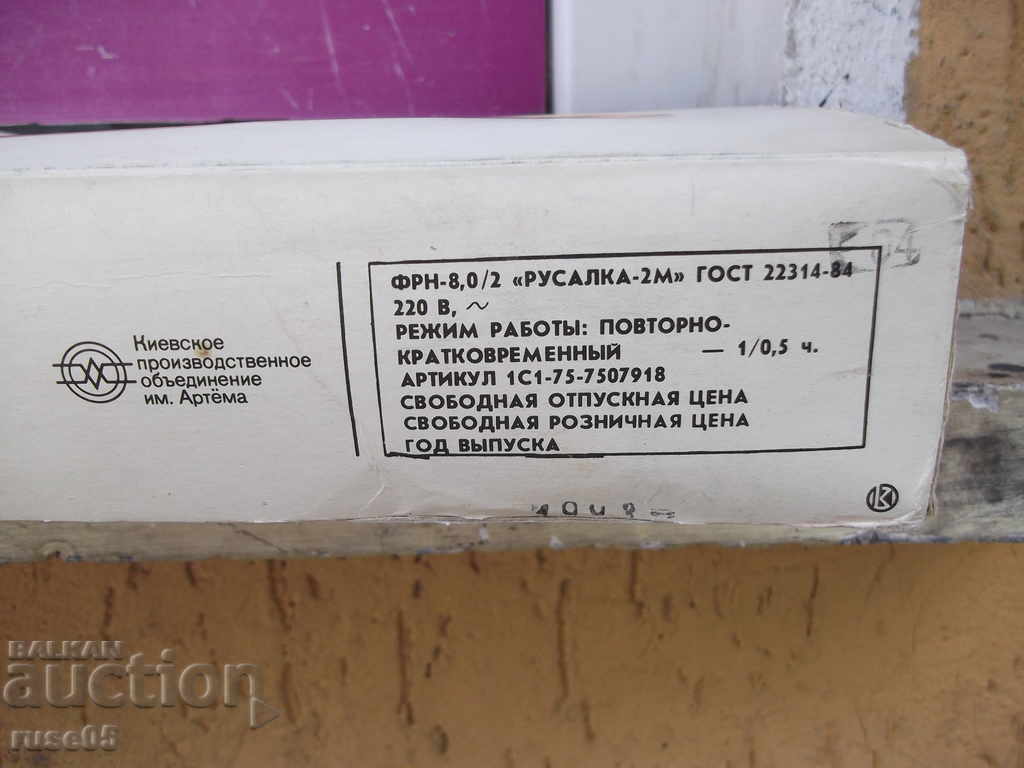 Киевское
производственное
объединение
им. Артёма
ФРН-8,0/2 «РУСАЛКА-2М» ГОСТ 22314-84
220 В, ~
РЕЖИМ РАБОТЫ: ПОВТОРНО-
КРАТКОВРЕМЕННЫЙ — 1/0,5 ч.
АРТИКУЛ 1С1-75-7507918
СВОБОДНАЯ ОТПУСКНАЯ ЦЕНА
СВОБОДНАЯ РОЗНИЧНАЯ ЦЕНА
ГОД ВЫПУСКА
BALKAN
auction
ruse05